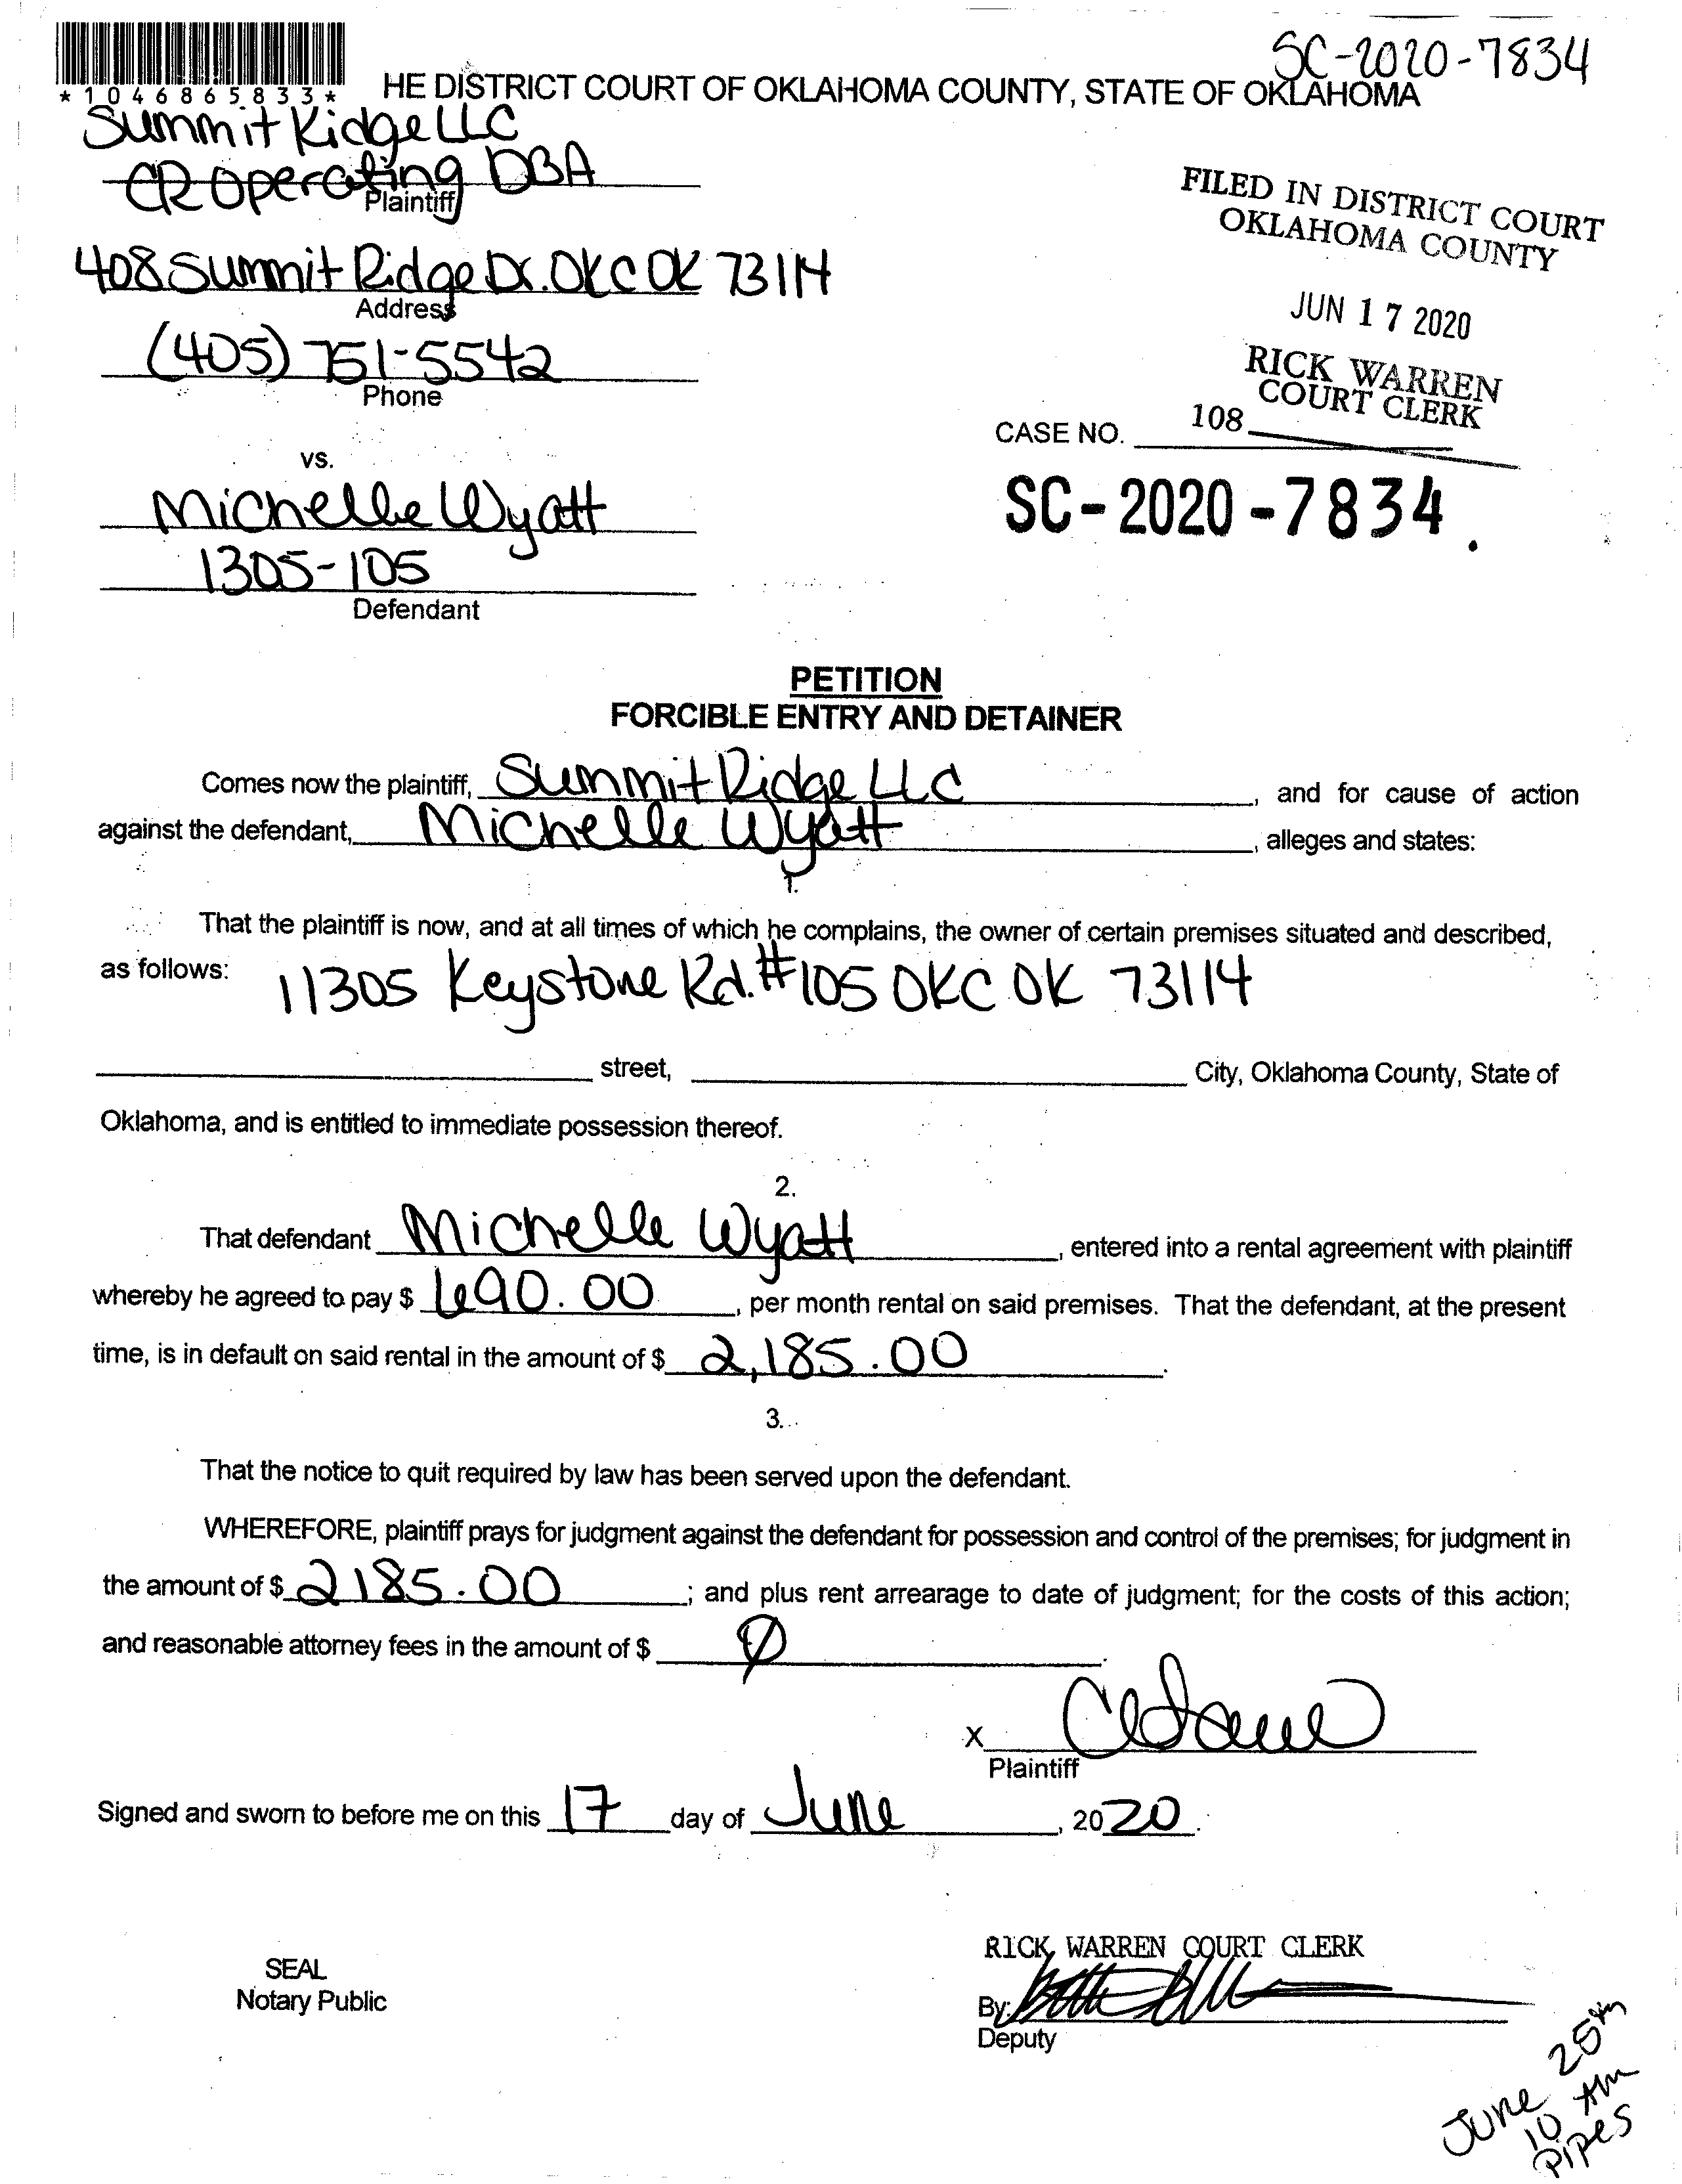 SC-2020-7834
*1046865833*
HE DISTRICT COURT OF OKLAHOMA COUNTY, STATE OF OKLAHOMA
Summit Ridge LLC
CR Operating DBA
Plaintiff
408 Summit Ridge Dr. OKC OK 73114
Address
(405) 751-5542
Phone
FILED IN DISTRICT COURT
OKLAHOMA COUNTY
JUN 17 2020
RICK WARREN
COURT CLERK
108
CASE NO.
SC-2020-7834
vs.
Michelle Wyatt
1305-105
Defendant
PETITION
FORCIBLE ENTRY AND DETAINER
Comes now the plaintiff, Summit Ridge LLC, and for cause of action
against the defendant, Michelle Wyatt, alleges and states:
1.
That the plaintiff is now, and at all times of which he complains, the owner of certain premises situated and described,
as follows: 11305 Keystone Rd. #105 OKC OK 73114
street, City, Oklahoma County, State of
Oklahoma, and is entitled to immediate possession thereof.
2.
That defendant Michelle Wyatt, entered into a rental agreement with plaintiff
whereby he agreed to pay $ 690.00, per month rental on said premises. That the defendant, at the present
time, is in default on said rental in the amount of $ 2,185.00.
3.
That the notice to quit required by law has been served upon the defendant.
WHEREFORE, plaintiff prays for judgment against the defendant for possession and control of the premises; for judgment in
the amount of $ 2185.00; and plus rent arrearage to date of judgment; for the costs of this action;
and reasonable attorney fees in the amount of $ Ø.
X
Plaintiff
Signed and sworn to before me on this 17 day of June, 2020.
SEAL
Notary Public
RICK WARREN COURT CLERK
By:
Deputy
June 25th
10 AM
Pipes